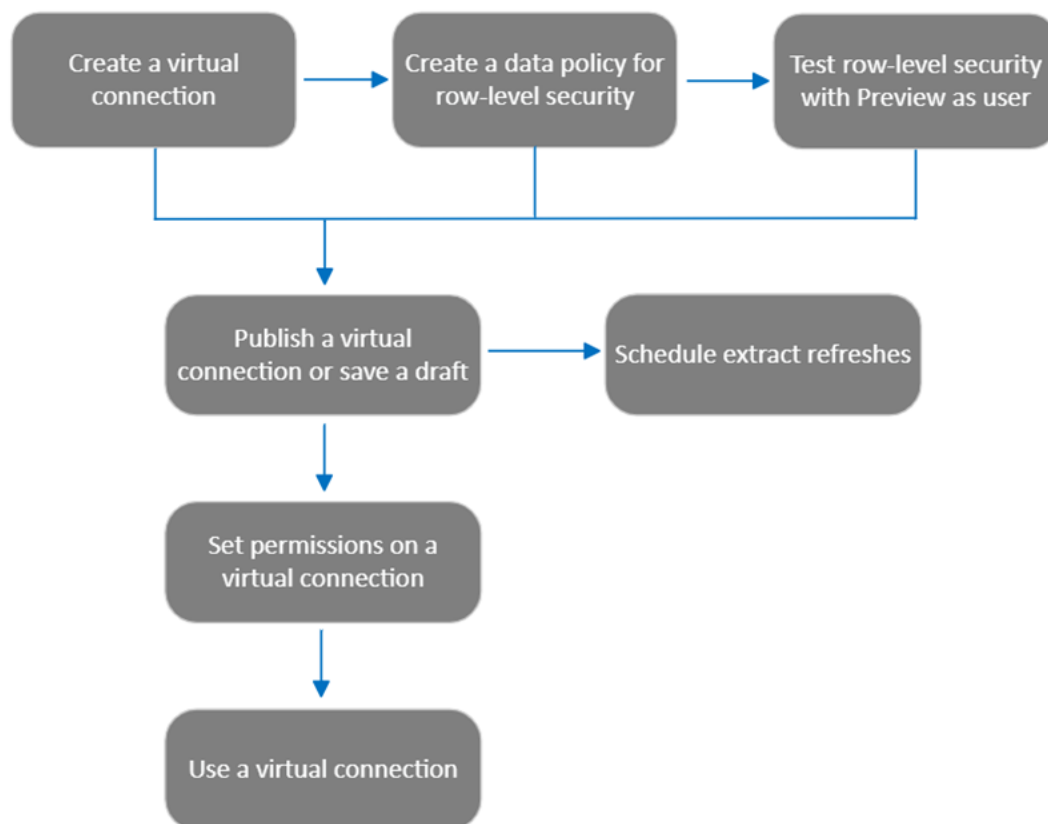 Create a virtual
connection
Create a data policy for
row-level security
Test row-level security
with Preview as user
Publish a virtual
connection or save a draft
Schedule extract refreshes
Set permissions on a
virtual connection
Use a virtual connection